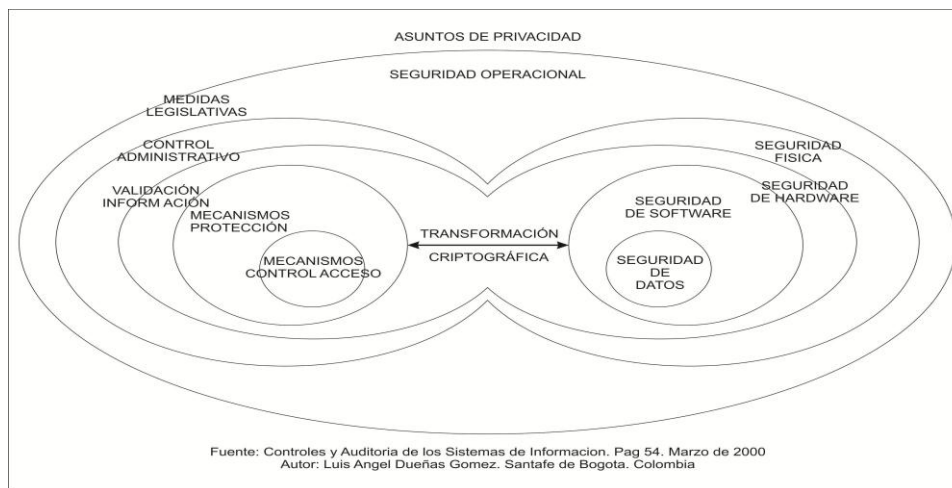 ASUNTOS DE PRIVACIDAD
SEGURIDAD OPERACIONAL
MEDIDAS
LEGISLATIVAS
CONTROL
ADMINISTRATIVO
VALIDACIÓN
INFORM ACIÓN
MECANISMOS
PROTECCIÓN
MECANISMOS
CONTROL ACCESO
TRANSFORMACIÓN
CRIPTOGRÁFICA
SEGURIDAD
FISICA
SEGURIDAD
DE HARDWARE
SEGURIDAD
DE SOFTWARE
SEGURIDAD
DE
DATOS
Fuente: Controles y Auditoria de los Sistemas de Informacion. Pag 54. Marzo de 2000
Autor: Luis Angel Dueñas Gomez. Santafe de Bogota. Colombia